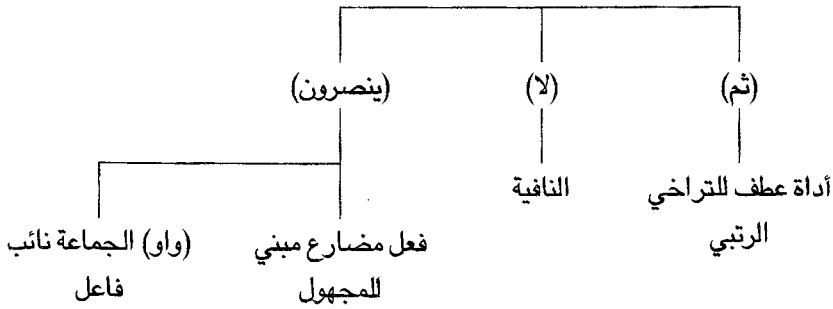 (ثم) (لا) (ينصرون)
أداة عطف للتراخي
الرتبي
النافية
فعل مضارع مبني
للمجهول
(واو) الجماعة نائب
فاعل